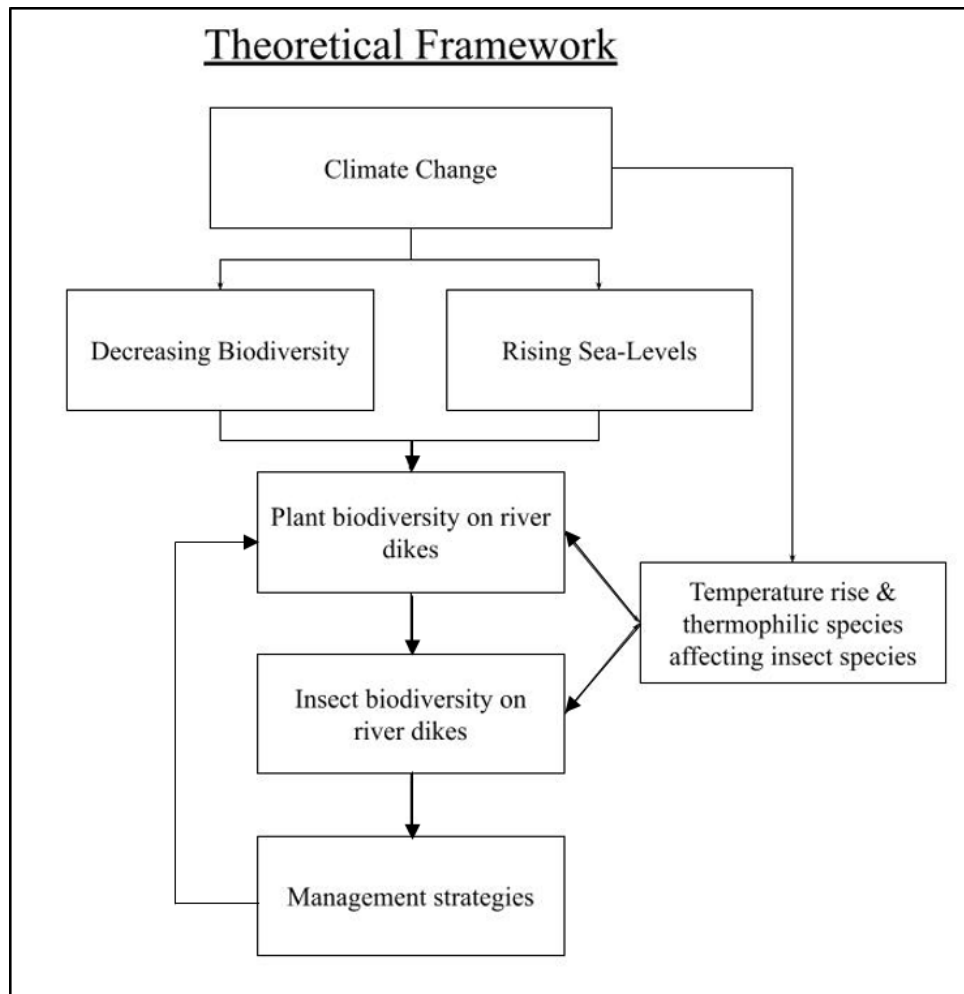 Theoretical Framework
Climate Change
Decreasing Biodiversity
Rising Sea-Levels
Plant biodiversity on river
dikes
Temperature rise &
thermophilic species
affecting insect species
Insect biodiversity on
river dikes
Management strategies